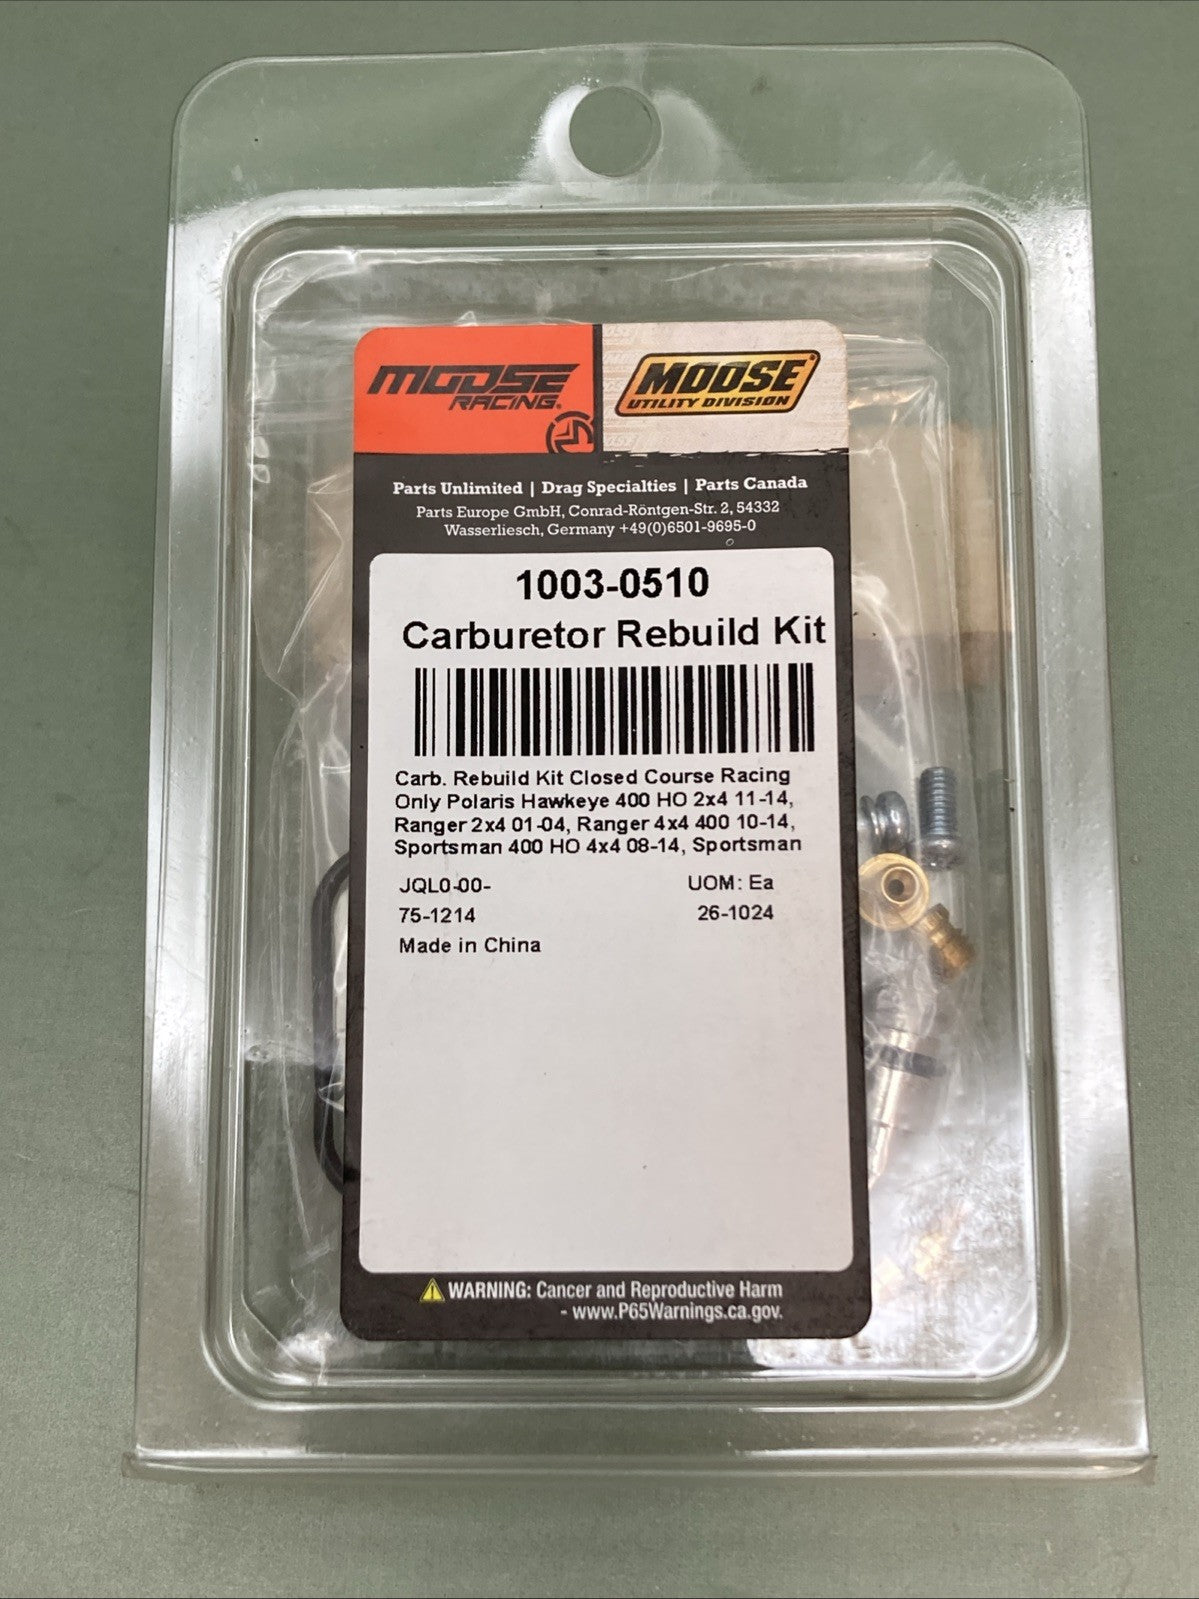 MOOSE
RACING®
MOOSE®
UTILITY DIVISION
Parts Unlimited | Drag Specialties | Parts Canada
Parts Europe GmbH, Conrad-Röntgen-Str. 2, 54332
Wasserliesch, Germany +49(0)6501-9695-0
1003-0510
Carburetor Rebuild Kit
Carb. Rebuild Kit Closed Course Racing
Only Polaris Hawkeye 400 HO 2x4 11-14,
Ranger 2x4 01-04, Ranger 4x4 400 10-14,
Sportsman 400 HO 4x4 08-14, Sportsman
JQL0-00- UOM: Ea
75-1214 26-1024
Made in China
WARNING: Cancer and Reproductive Harm
- www.P65Warnings.ca.gov.